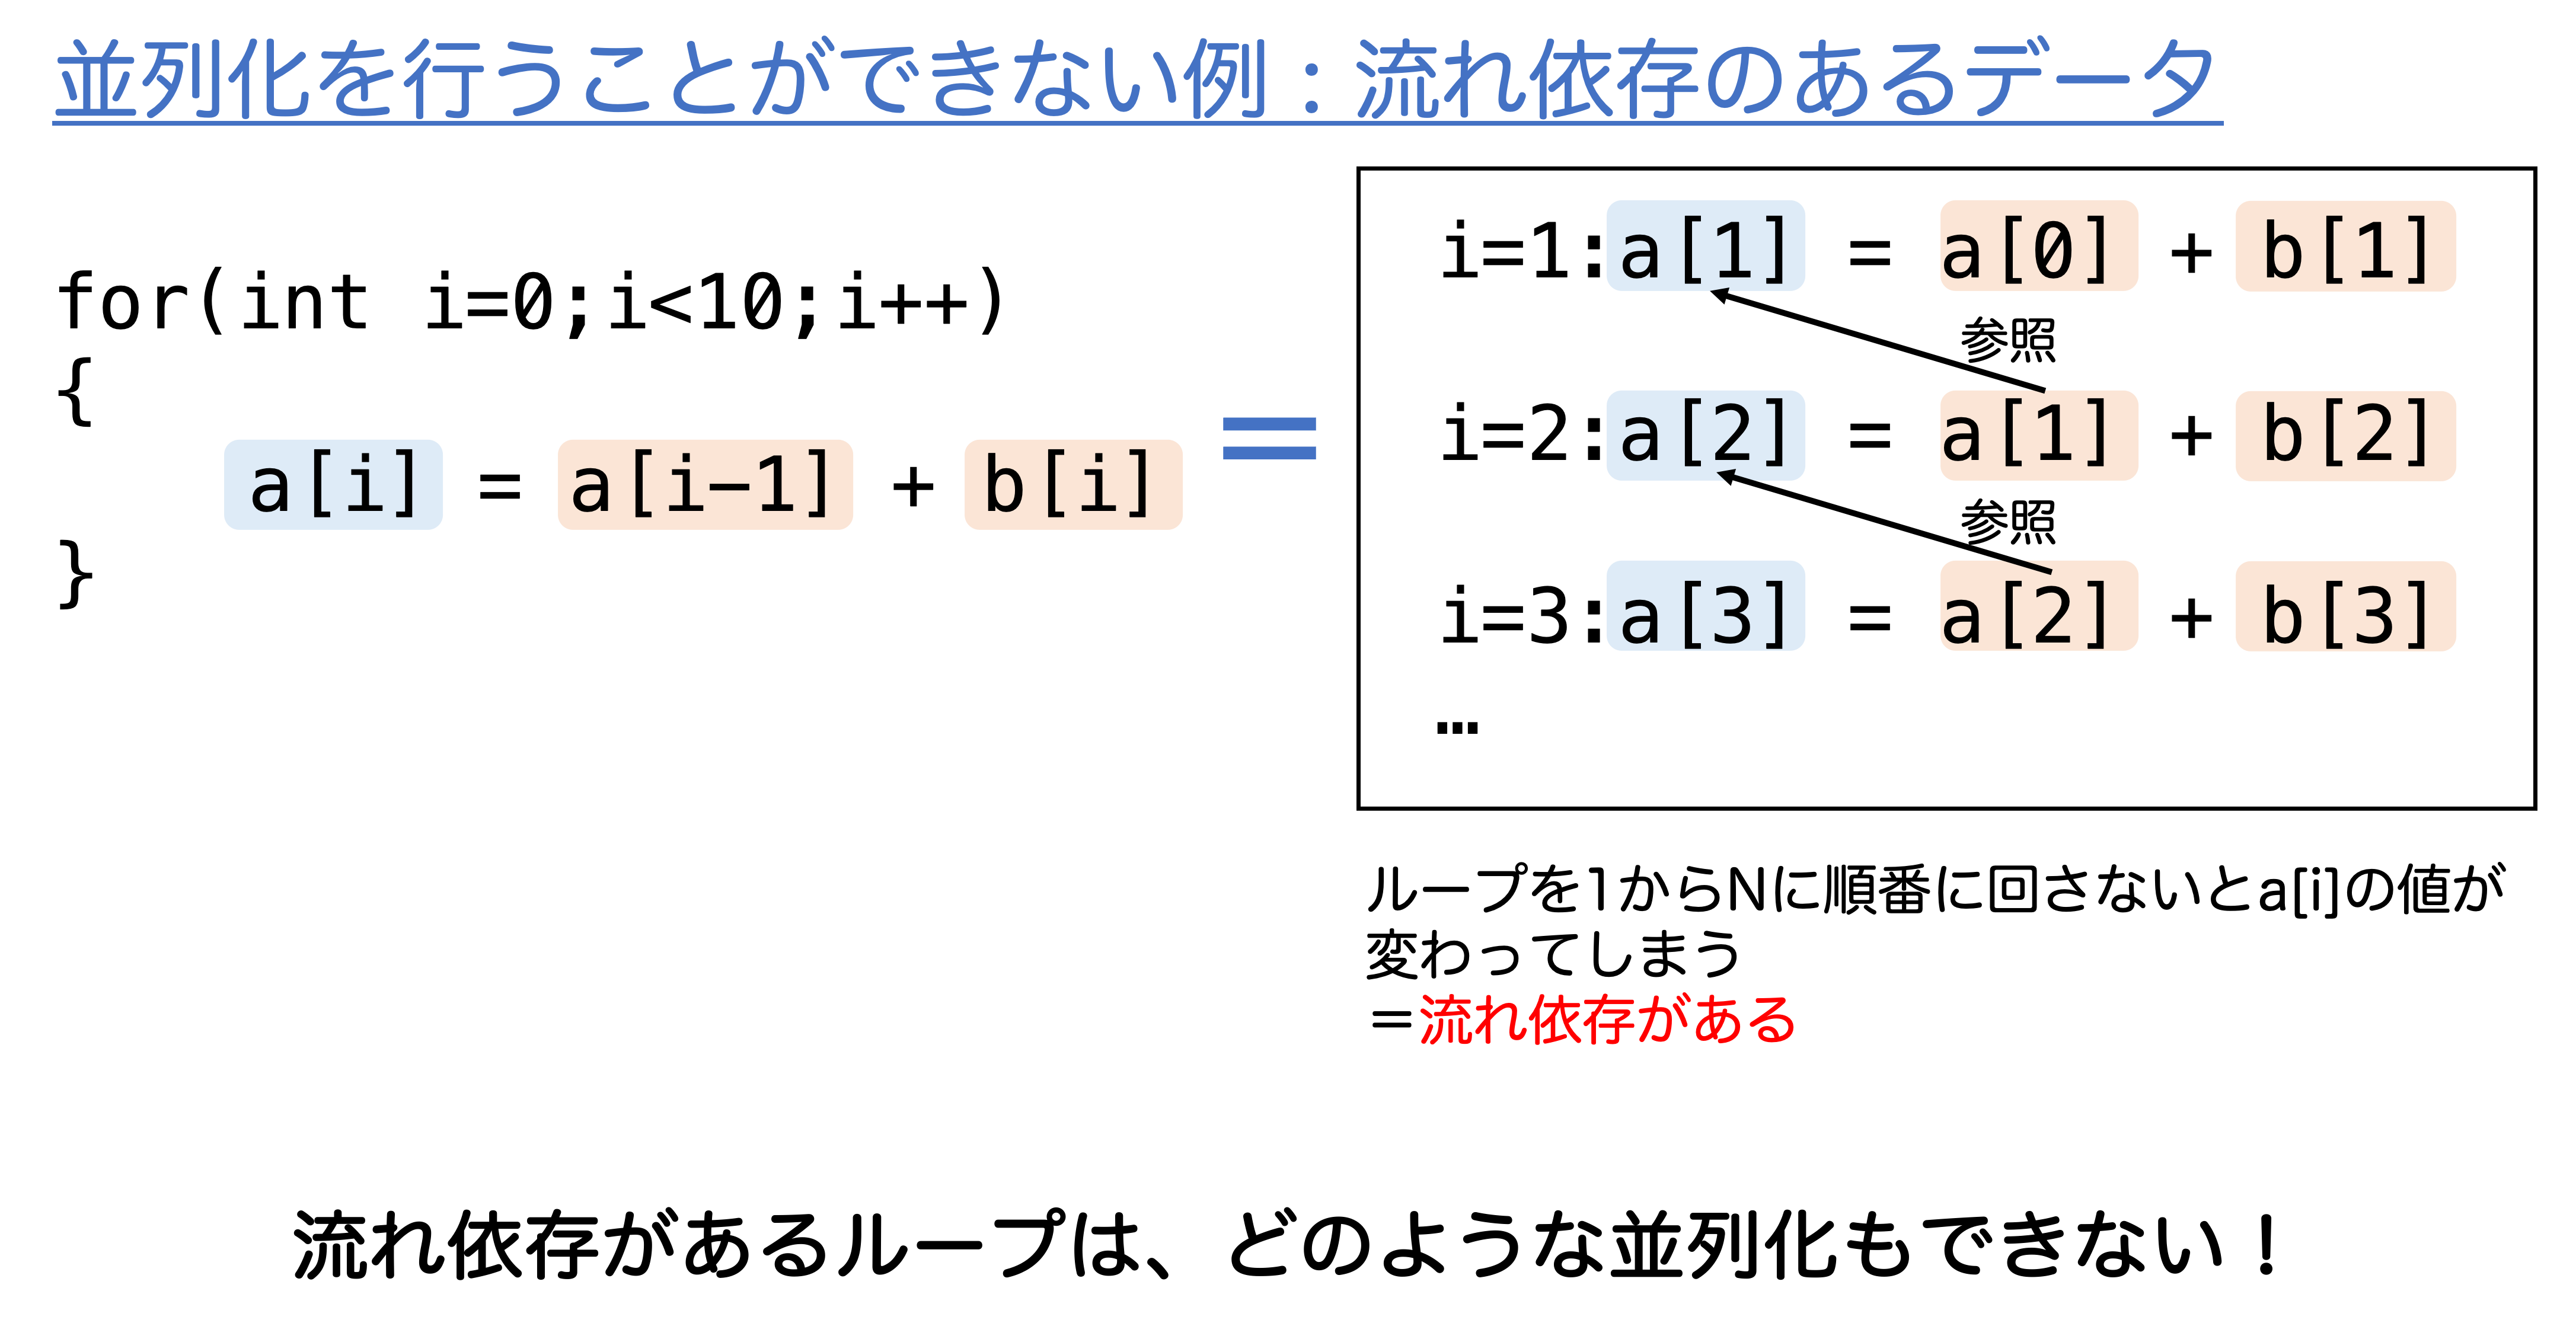 並列化を行うことができない例：流れ依存のあるデータ
for(int i=0;i<10;i++)
{
a[i] = a[i-1] + b[i]
}
=
i=1:a[1] = a[0] + b[1]
参照
i=2:a[2] = a[1] + b[2]
参照
i=3:a[3] = a[2] + b[3]
…
ループを1からNに順番に回さないとa[i]の値が
変わってしまう
＝流れ依存がある
流れ依存があるループは、どのような並列化もできない！